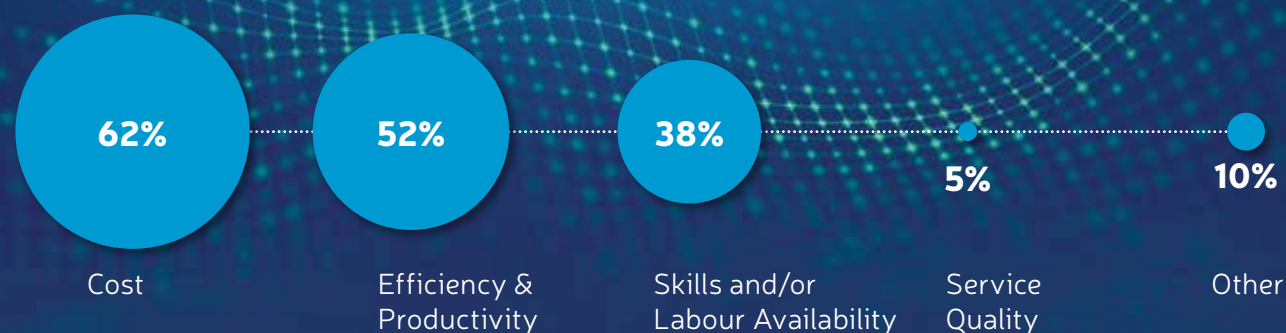 62%
52%
38%
5%
10%
Cost
Efficiency &
Productivity
Skills and/or
Labour Availability
Service
Quality
Other